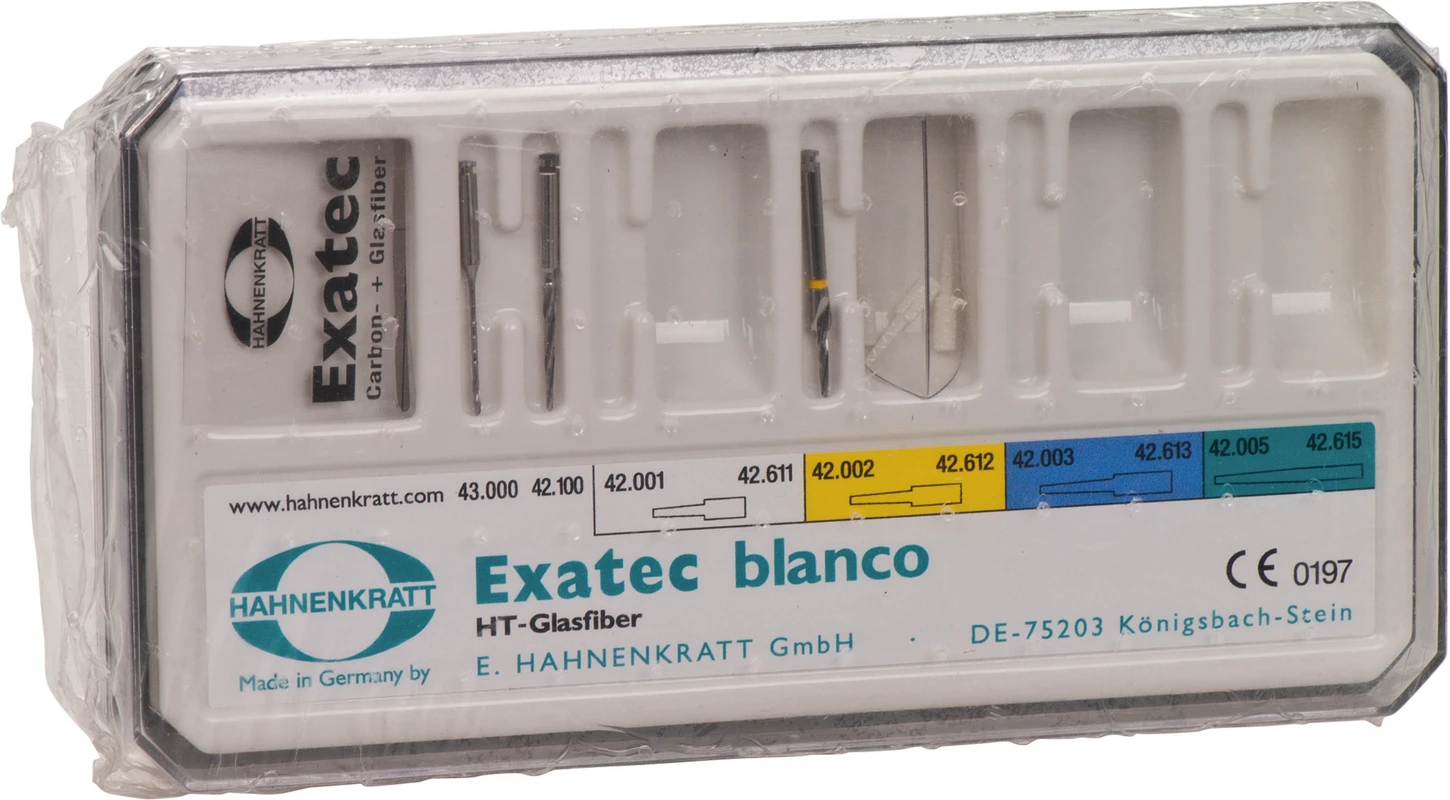 HAHNENKRATT
Exatec
Carbon- + Glasfiber
www.hahnenkratt.com 43.000 42.100 42.001 42.611 42.002 42.612 42.003 42.613 42.005 42.615
HAHNENKRATT
Made in Germany by
Exatec blanco
HT-Glasfiber
E. HAHNENKRATT GmbH · DE-75203 Königsbach-Stein
CE 0197